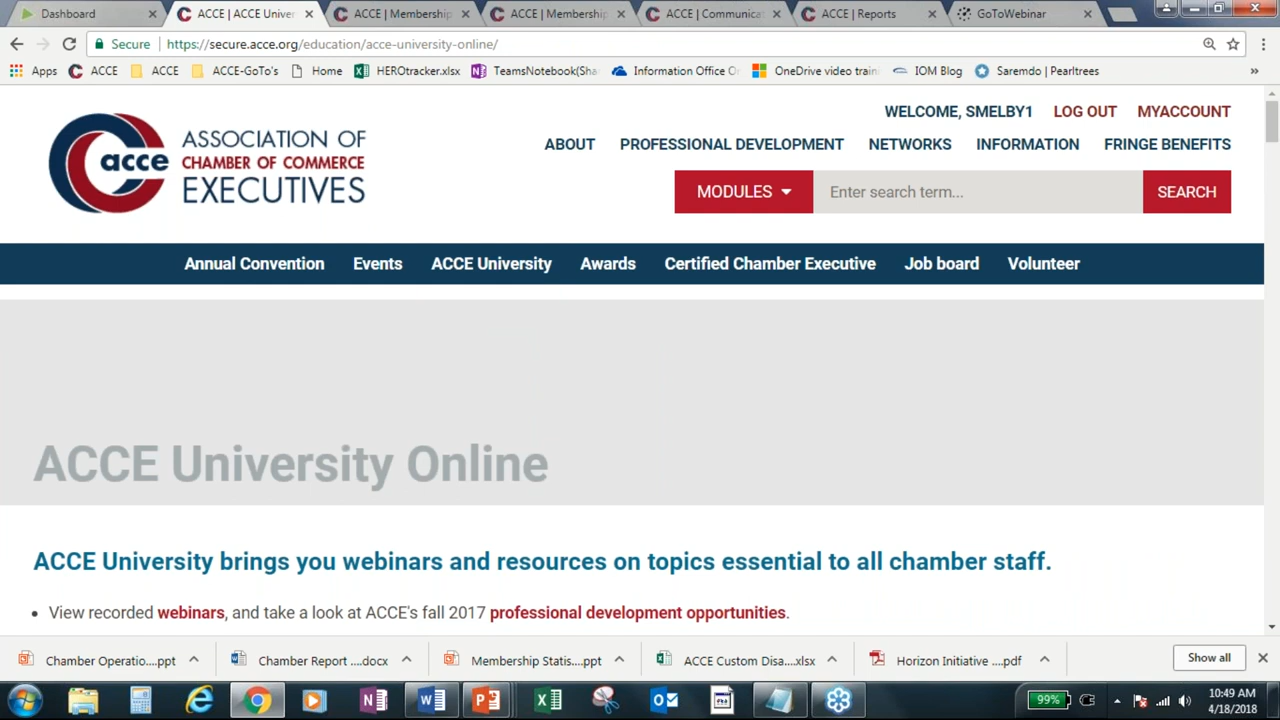 Dashboard
ACCE | ACCE Univer
ACCE | Membership
ACCE | Membership
ACCE | Communica
ACCE | Reports
GoToWebinar
Secure
https://secure.acce.org/education/acce-university-online/
Apps
ACCE
ACCE
ACCE-GoTo's
Home
HEROtracker.xlsx
TeamsNotebook(Sha
Information Office O
OneDrive video train
IOM Blog
Saremdo | Pearltrees
»
WELCOME, SMELBY1 LOG OUT MYACCOUNT
acce
ASSOCIATION OF
CHAMBER OF COMMERCE
EXECUTIVES
ABOUT PROFESSIONAL DEVELOPMENT NETWORKS INFORMATION FRINGE BENEFITS
MODULES
Enter search term...
SEARCH
Annual Convention Events ACCE University Awards Certified Chamber Executive Job board Volunteer
ACCE University Online
ACCE University brings you webinars and resources on topics essential to all chamber staff.
• View recorded webinars, and take a look at ACCE's fall 2017 professional development opportunities.
Chamber Operatio....ppt
Chamber Report ....docx
Membership Statis....ppt
ACCE Custom Disa....xlsx
Horizon Initiative ....pdf
Show all
99%
10:49 AM
4/18/2018